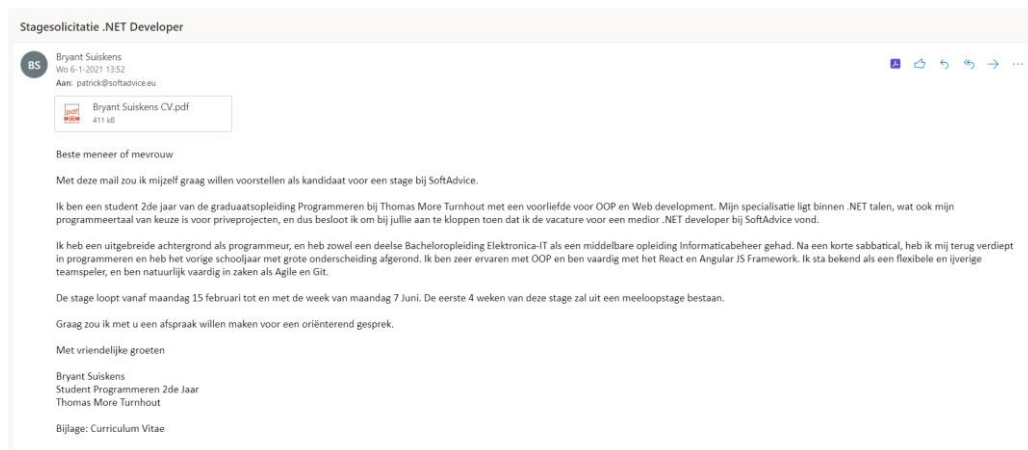 Stagesolicitatie .NET Developer
BS
Bryant Suiskens
Wo 6-1-2021 13:52
Aan: patrick@softadvice.eu
pdf
Bryant Suiskens CV.pdf
411 kB
Beste meneer of mevrouw
Met deze mail zou ik mijzelf graag willen voorstellen als kandidaat voor een stage bij SoftAdvice.
Ik ben een student 2de jaar van de graduaatsopleiding Programmeren bij Thomas More Turnhout met een voorliefde voor OOP en Web development. Mijn specialisatie ligt binnen .NET talen, wat ook mijn
programmeertaal van keuze is voor priveprojecten, en dus besloot ik om bij jullie aan te kloppen toen dat ik de vacature voor een medior .NET developer bij SoftAdvice vond.
Ik heb een uitgebreide achtergrond als programmeur, en heb zowel een deelse Bacheloropleiding Elektronica-IT als een middelbare opleiding Informaticabeheer gehad. Na een korte sabbatical, heb ik mij terug verdiept
in programmeren en heb het vorige schooljaar met grote onderscheiding afgerond. Ik ben zeer ervaren met OOP en ben vaardig met het React en Angular JS Framework. Ik sta bekend als een flexibele en ijverige
teamspeler, en ben natuurlijk vaardig in zaken als Agile en Git.
De stage loopt vanaf maandag 15 februari tot en met de week van maandag 7 Juni. De eerste 4 weken van deze stage zal uit een meeloopstage bestaan.
Graag zou ik met u een afspraak willen maken voor een oriënterend gesprek.
Met vriendelijke groeten
Bryant Suiskens
Student Programmeren 2de Jaar
Thomas More Turnhout
Bijlage: Curriculum Vitae